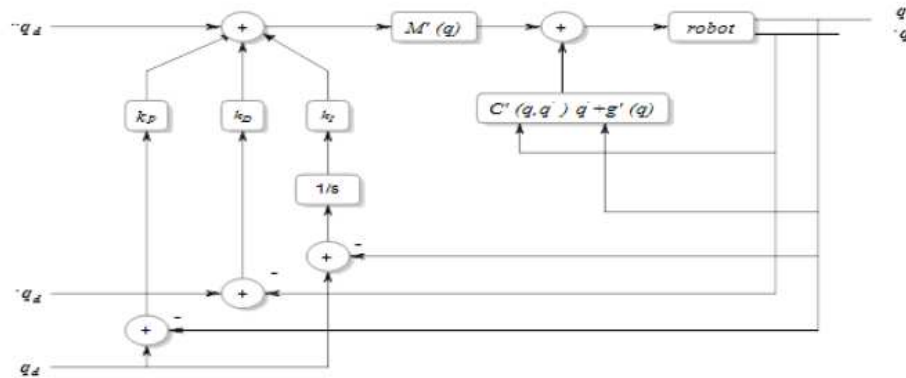 ¨q_d
+
M' (q)
+
robot
q
˙q
k_P
k_D
k_I
C' (q,q˙ ) q˙ +g' (q)
1/s
-
+
-
˙q_d
+
-
+
q_d